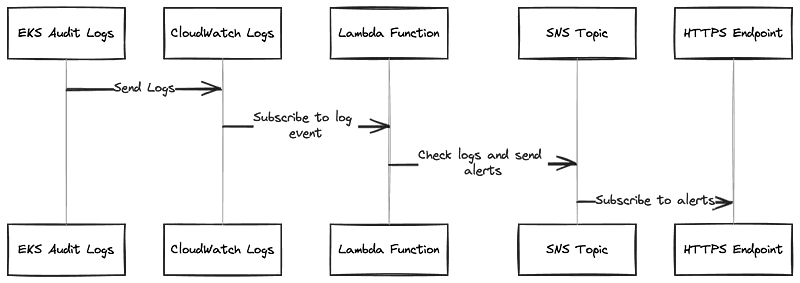 EKS Audit Logs
CloudWatch Logs
Lambda Function
SNS Topic
HTTPS Endpoint
Send Logs
Subscribe to log
event
Check logs and send
alerts
Subscribe to alerts
EKS Audit Logs
CloudWatch Logs
Lambda Function
SNS Topic
HTTPS Endpoint